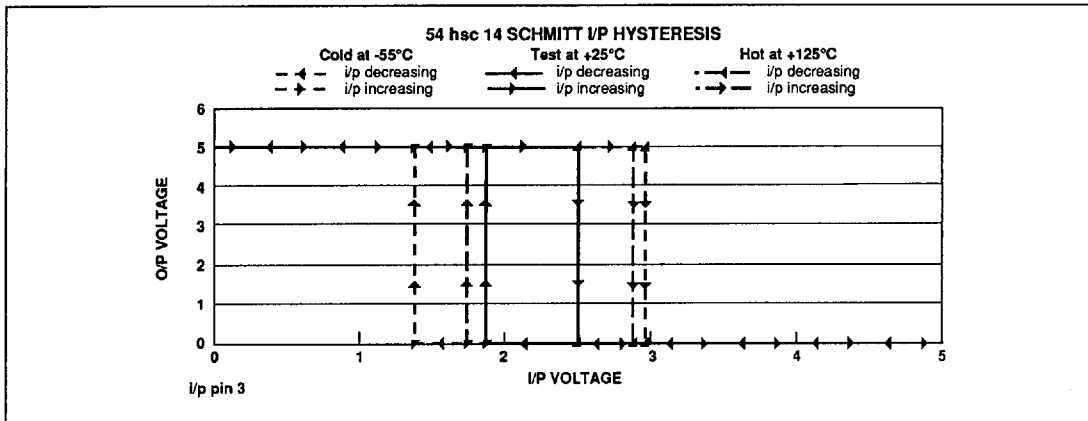 54 hsc 14 SCHMITT I/P HYSTERESIS
Cold at -55°C Test at +25°C Hot at +125°C
i/p decreasing i/p decreasing i/p decreasing
i/p increasing i/p increasing i/p increasing
6
5
4
3
2
1
0
O/P VOLTAGE
0 1 2 3 4 5
I/P VOLTAGE
i/p pin 3